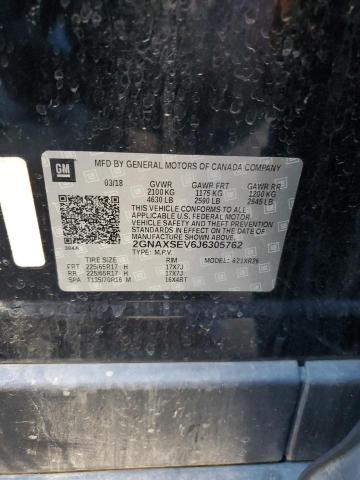 GM
MFD BY GENERAL MOTORS OF CANADA COMPANY
03/18 GVWR GAWR FRT GAWR RR
2100 KG 1175 KG 1200 KG
4630 LB 2590 LB 2645 LB
THIS VEHICLE CONFORMS TO ALL APPLICABLE U.S. FEDERAL MOTOR VEHICLE SAFETY, BUMPER, AND THEFT PREVENTION STANDARDS IN EFFECT ON THE DATE OF MANUFACTURE SHOWN ABOVE.
2GNAXSEV6J6305762
TYPE: M.P.V.
TIRE SIZE RIM MODEL: 621XR26
FRT 225/65R17 H 17X7J
RR 225/65R17 H 17X7J
SPA T135/70R16 M 16X4BT